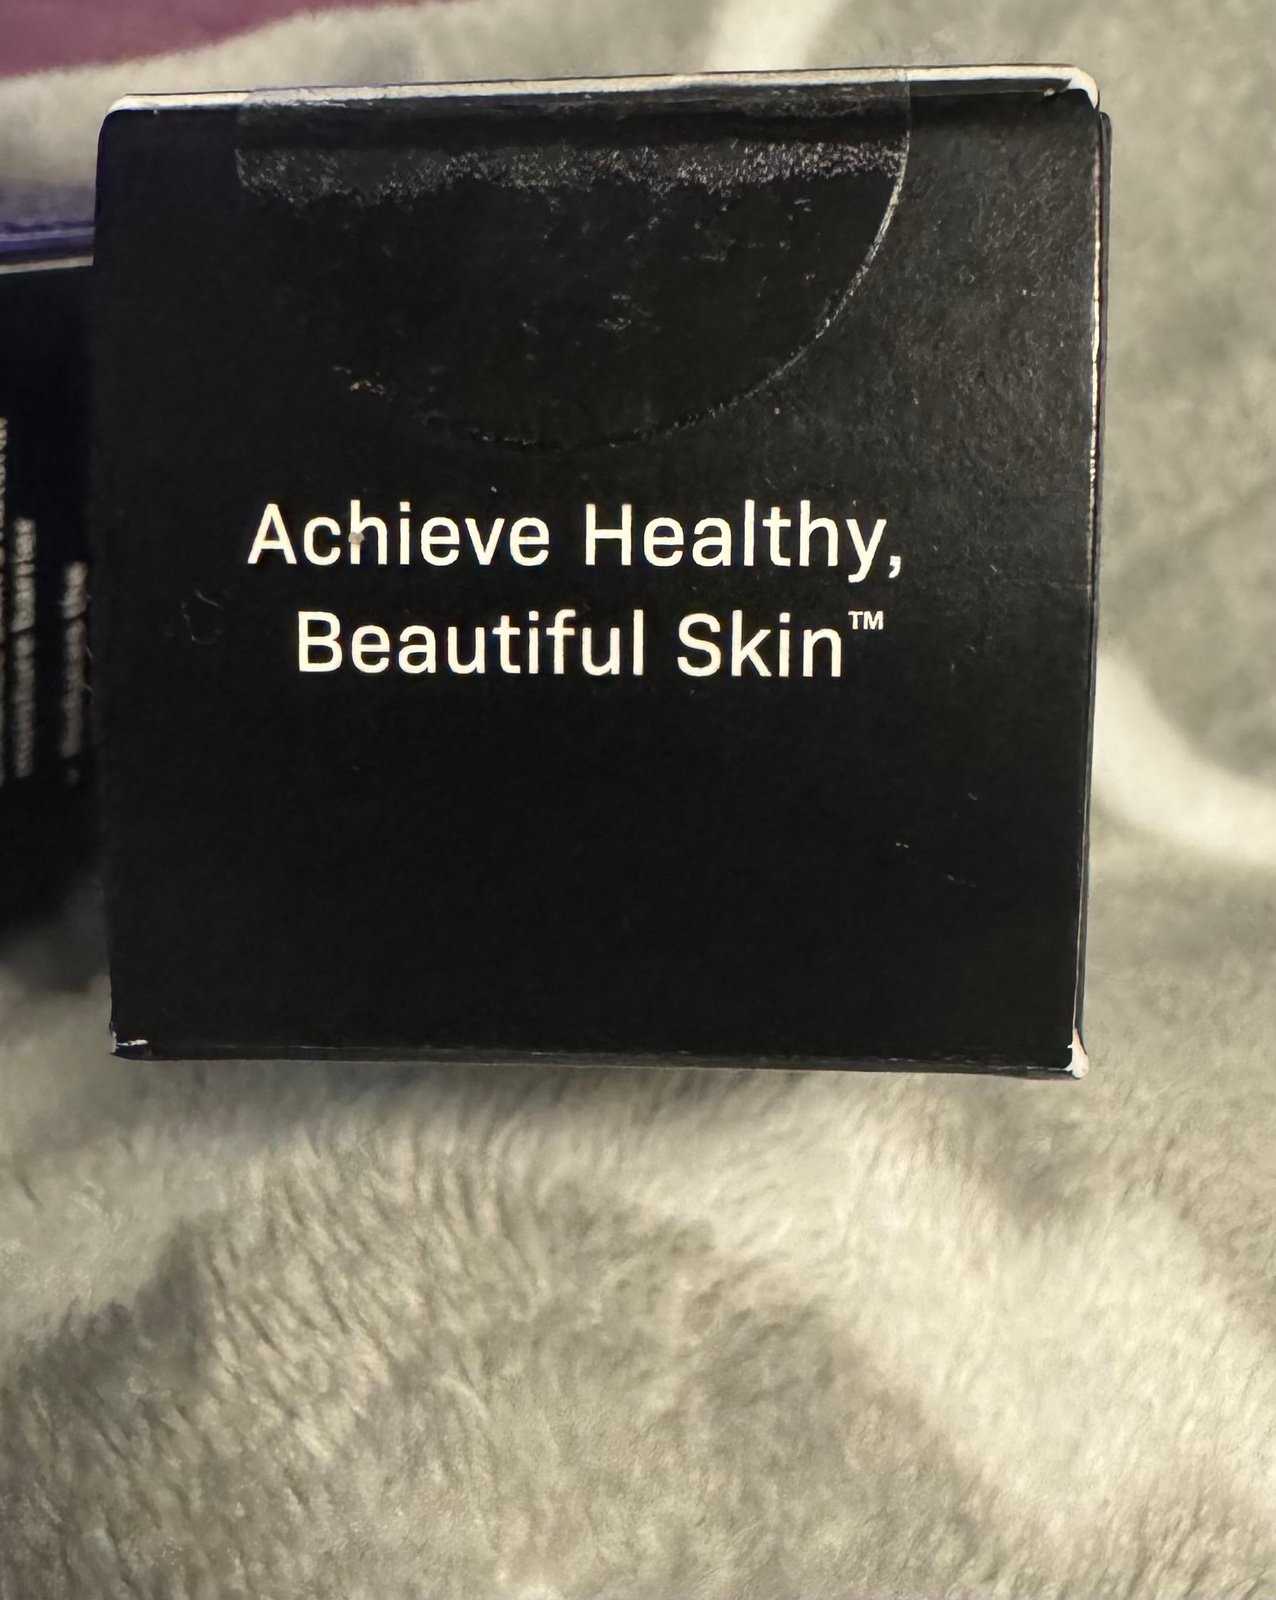 Achieve Healthy,
Beautiful Skin™